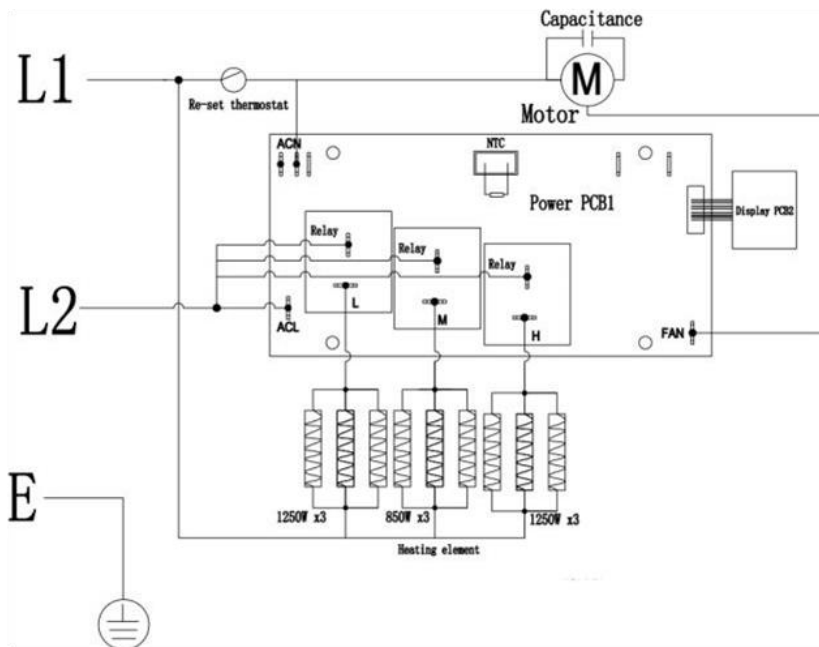 Capacitance
L1
M
Re-set thermostat
Motor
ACN
NTC
Power PCB1
Display PCB2
Relay
Relay
Relay
L
M
H
L2
ACL
FAN
E
1250W x3
850W x3
1250W x3
Heating element